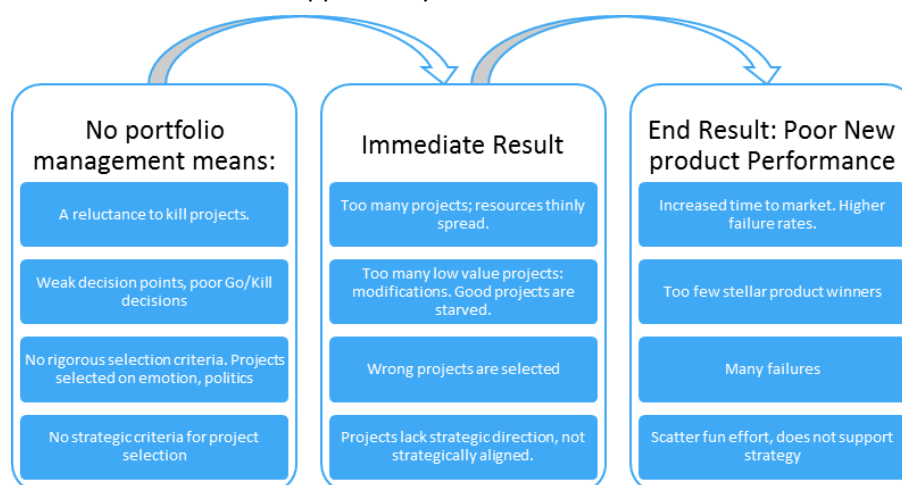 No portfolio
management means:
A reluctance to kill projects.
Weak decision points, poor Go/Kill
decisions
No rigorous selection criteria. Projects
selected on emotion, politics
No strategic criteria for project
selection
Immediate Result
Too many projects; resources thinly
spread.
Too many low value projects:
modifications. Good projects are
starved.
Wrong projects are selected
Projects lack strategic direction, not
strategically aligned.
End Result: Poor New
product Performance
Increased time to market. Higher
failure rates.
Too few stellar product winners
Many failures
Scatter fun effort, does not support
strategy